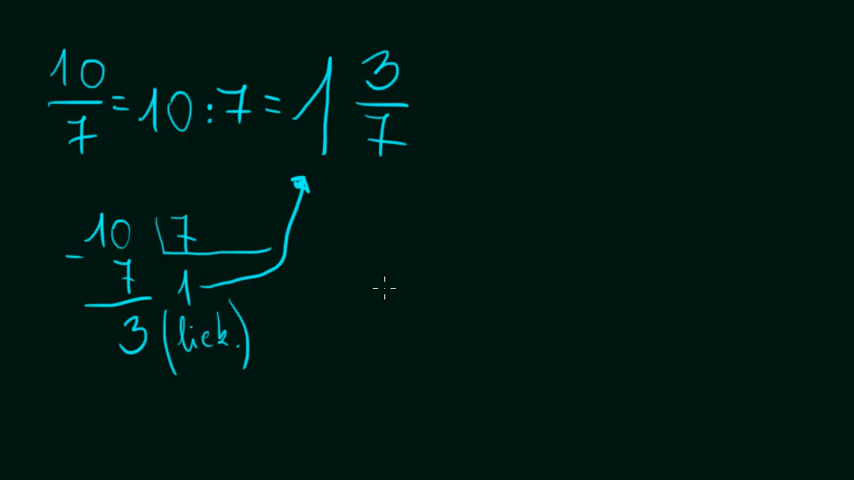 10/7 = 10 : 7 = 1 3/7
10 7
- 7 1
3 (liek.)